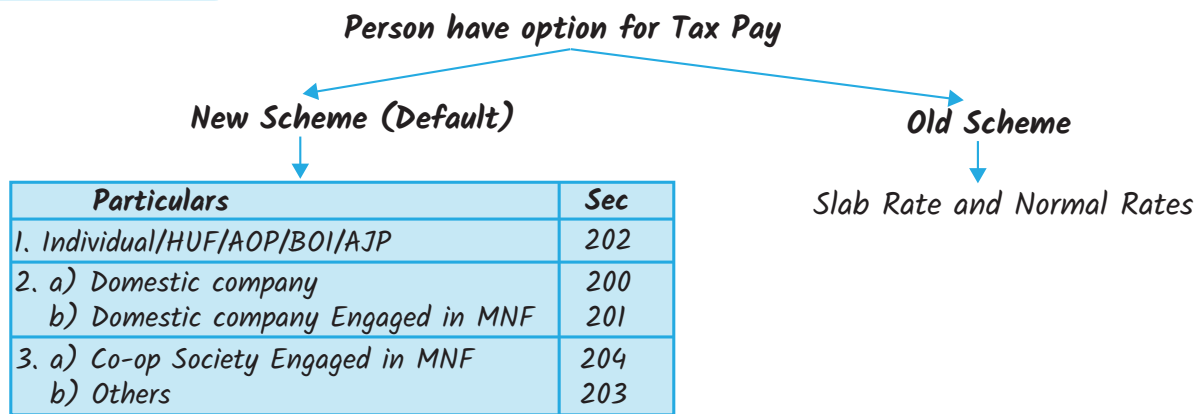 Person have option for Tax Pay
New Scheme (Default)
Old Scheme
Particulars Sec
Slab Rate and Normal Rates
1. Individual/HUF/AOP/BOI/AJP 202
2. a) Domestic company 200
b) Domestic company Engaged in MNF 201
3. a) Co-op Society Engaged in MNF 204
b) Others 203